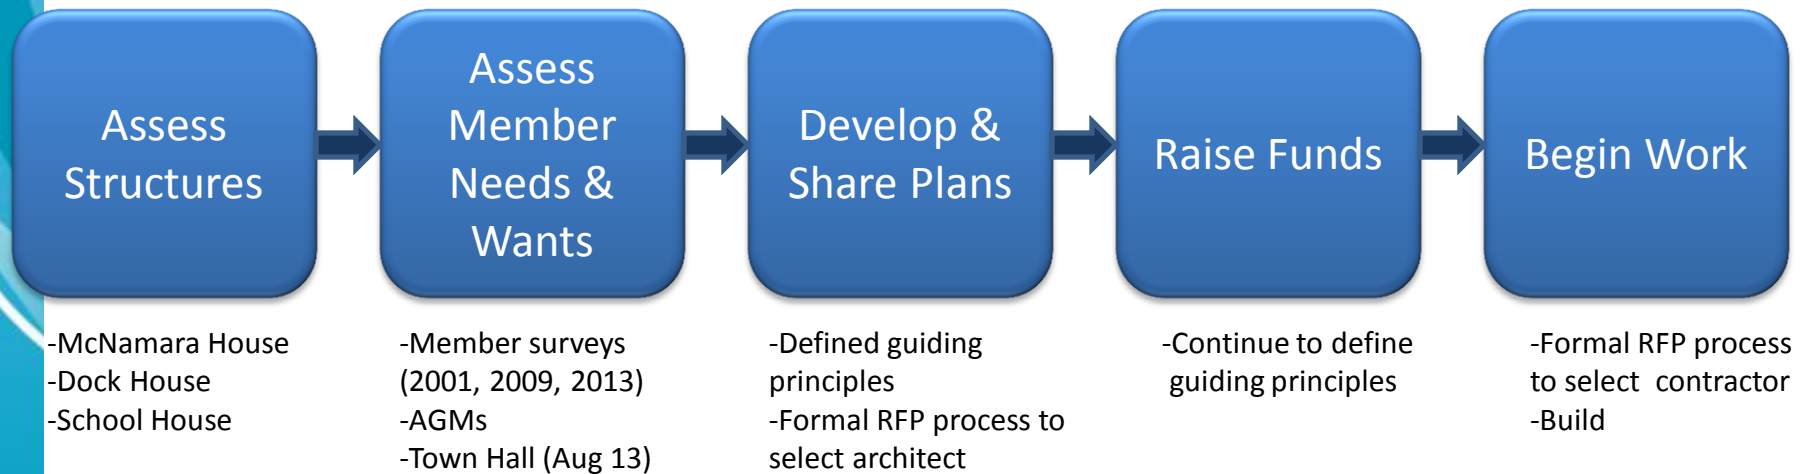 Assess
Structures
Assess
Member
Needs &
Wants
Develop &
Share Plans
Raise Funds
Begin Work
-McNamara House
-Dock House
-School House
-Member surveys
(2001, 2009, 2013)
-AGMs
-Town Hall (Aug 13)
-Defined guiding
principles
-Formal RFP process to
select architect
-Continue to define
guiding principles
-Formal RFP process
to select contractor
-Build